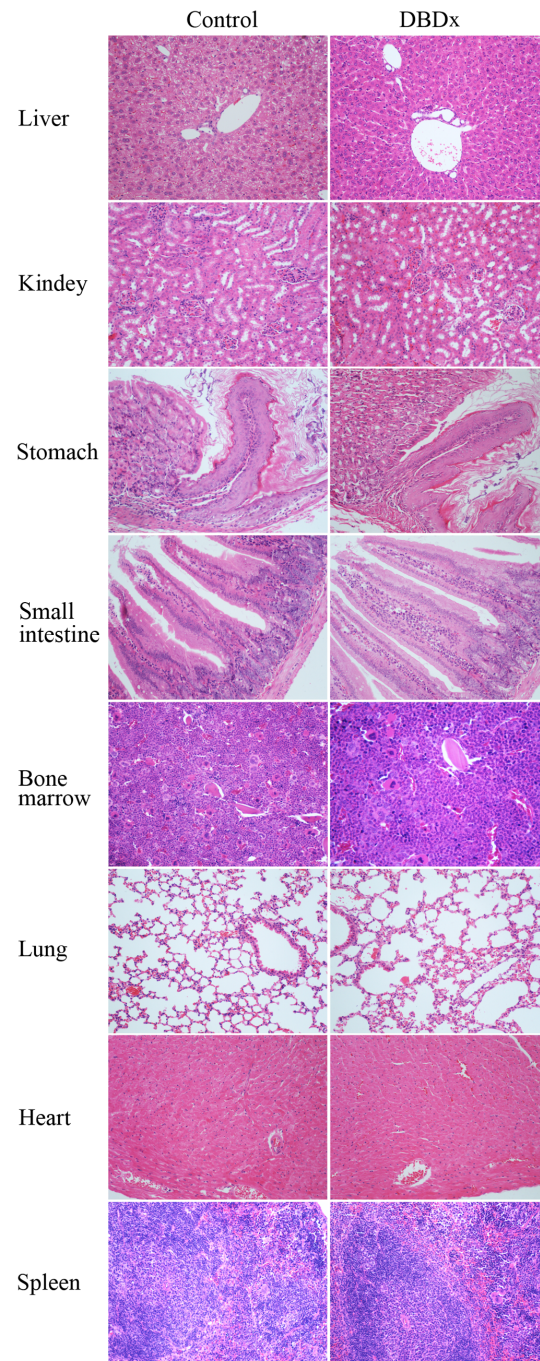 Control
DBDx
Liver
Kindey
Stomach
Small
intestine
Bone
marrow
Lung
Heart
Spleen